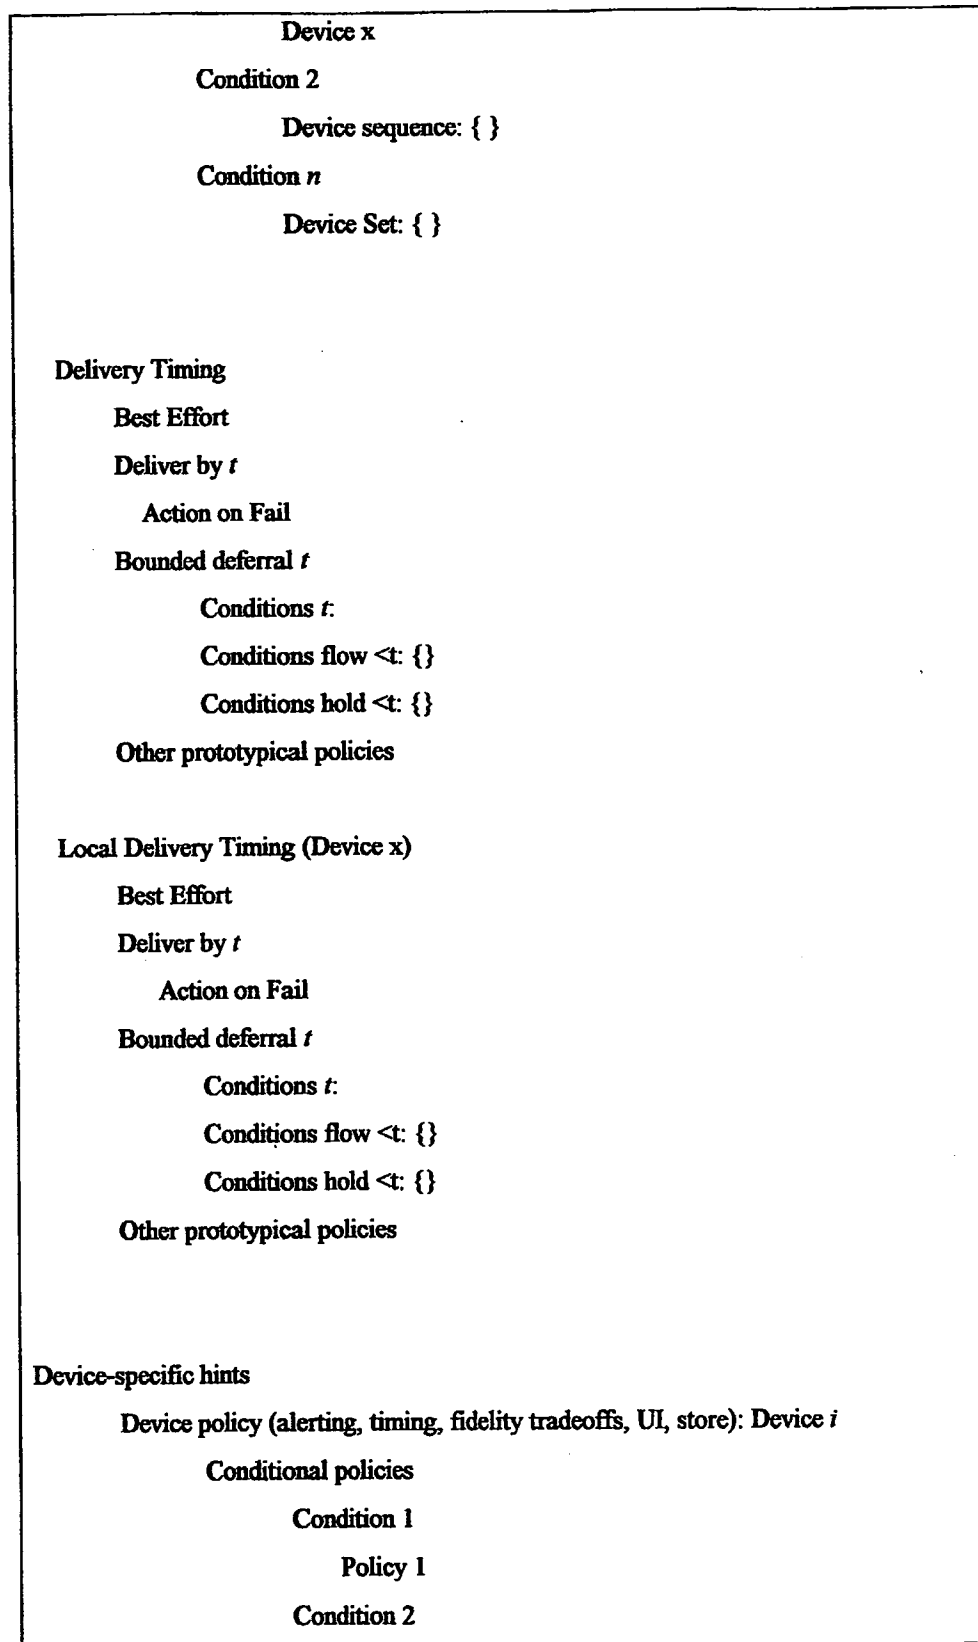 Device x
Condition 2
Device sequence: { }
Condition n
Device Set: { }
Delivery Timing
Best Effort
Deliver by t
Action on Fail
Bounded deferral t
Conditions t:
Conditions flow <t: {}
Conditions hold <t: {}
Other prototypical policies
Local Delivery Timing (Device x)
Best Effort
Deliver by t
Action on Fail
Bounded deferral t
Conditions t:
Conditions flow <t: {}
Conditions hold <t: {}
Other prototypical policies
Device-specific hints
Device policy (alerting, timing, fidelity tradeoffs, UI, store): Device i
Conditional policies
Condition 1
Policy 1
Condition 2